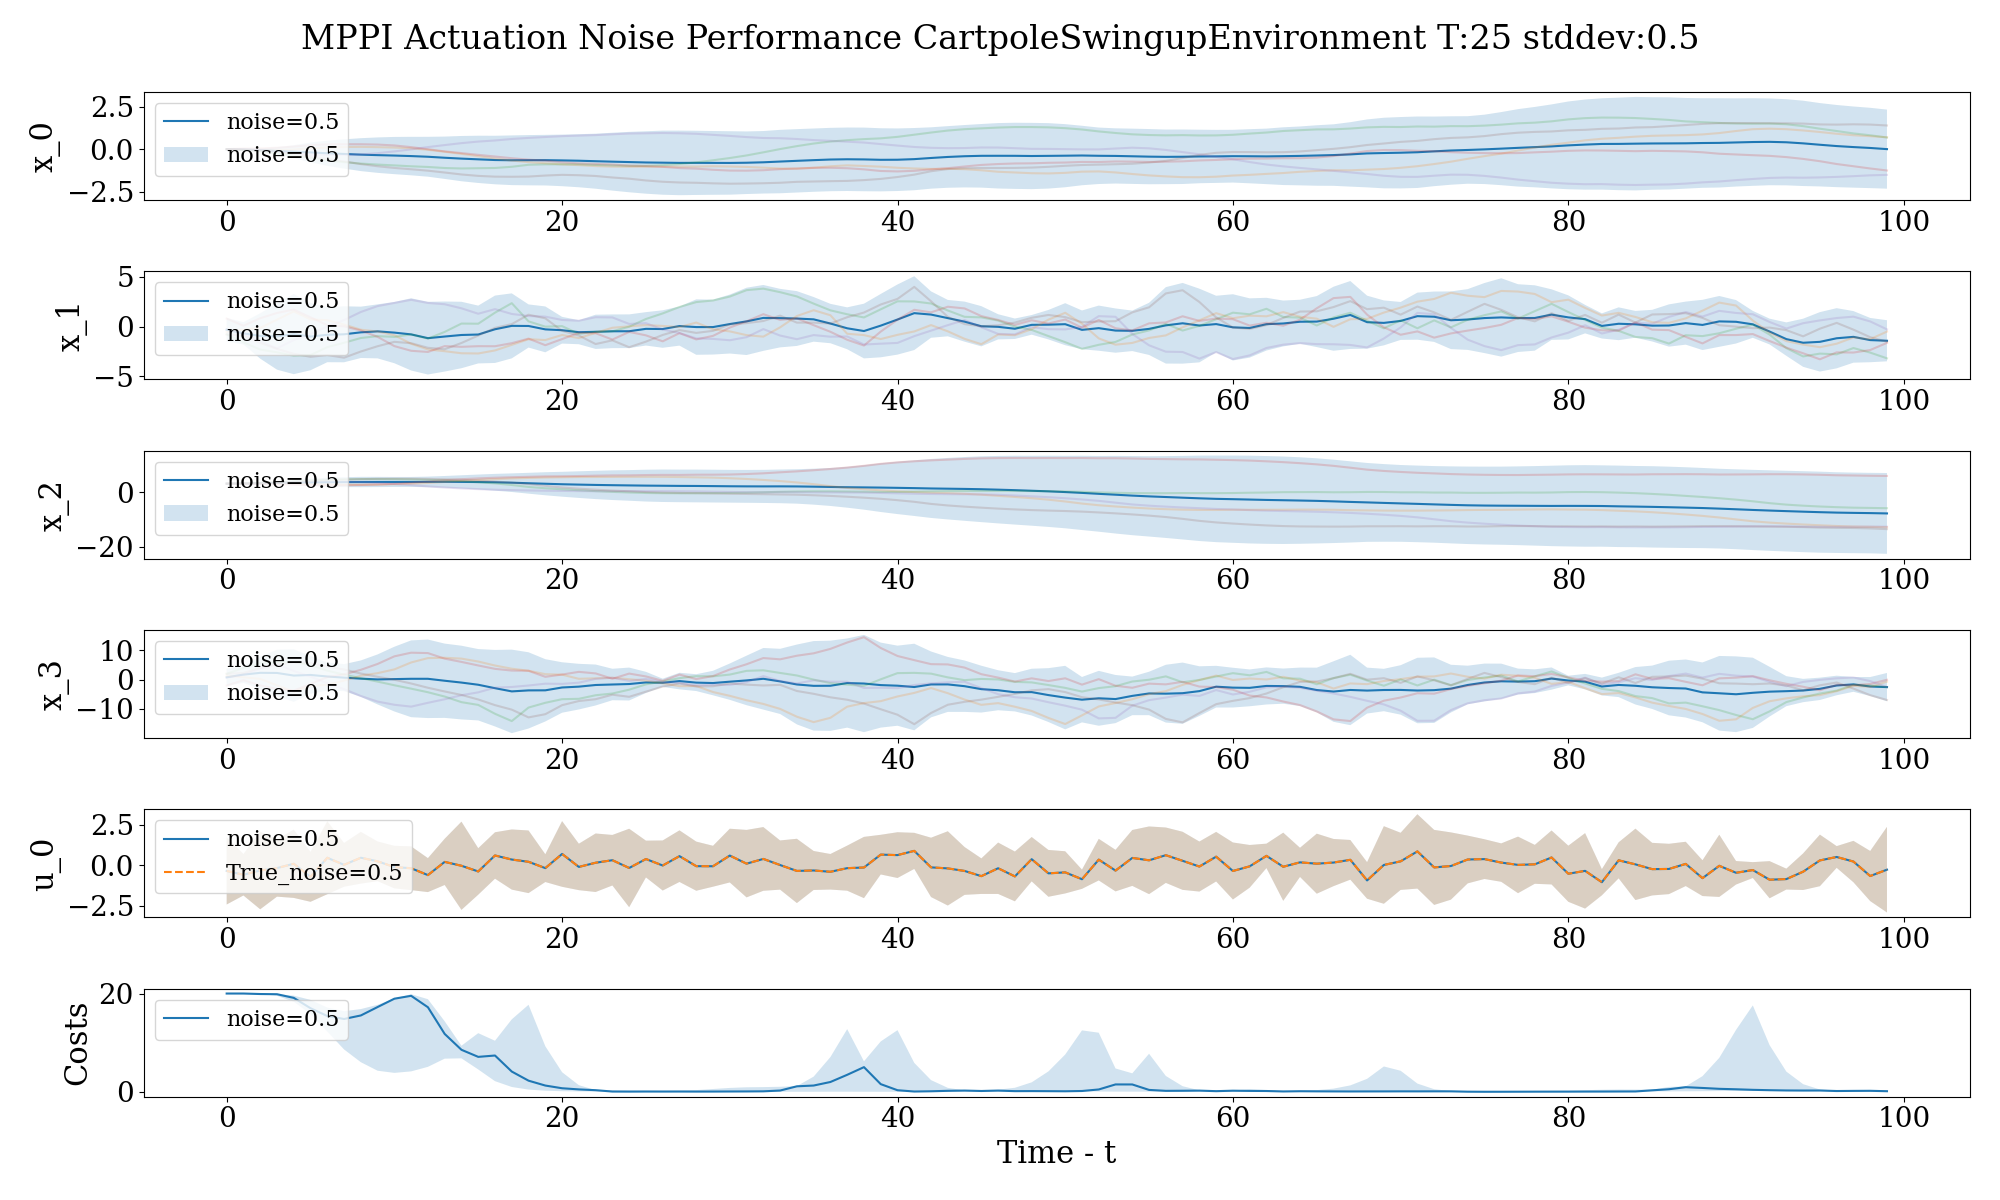 MPPI Actuation Noise Performance CartpoleSwingupEnvironment T:25 stddev:0.5
x_0
2.5
0.0
−2.5
noise=0.5
noise=0.5
0 20 40 60 80 100
x_1
5
0
−5
noise=0.5
noise=0.5
0 20 40 60 80 100
x_2
0
−20
noise=0.5
noise=0.5
0 20 40 60 80 100
x_3
10
0
−10
noise=0.5
noise=0.5
0 20 40 60 80 100
u_0
2.5
0.0
−2.5
noise=0.5
True_noise=0.5
0 20 40 60 80 100
Costs
20
0
noise=0.5
0 20 40 60 80 100
Time - t